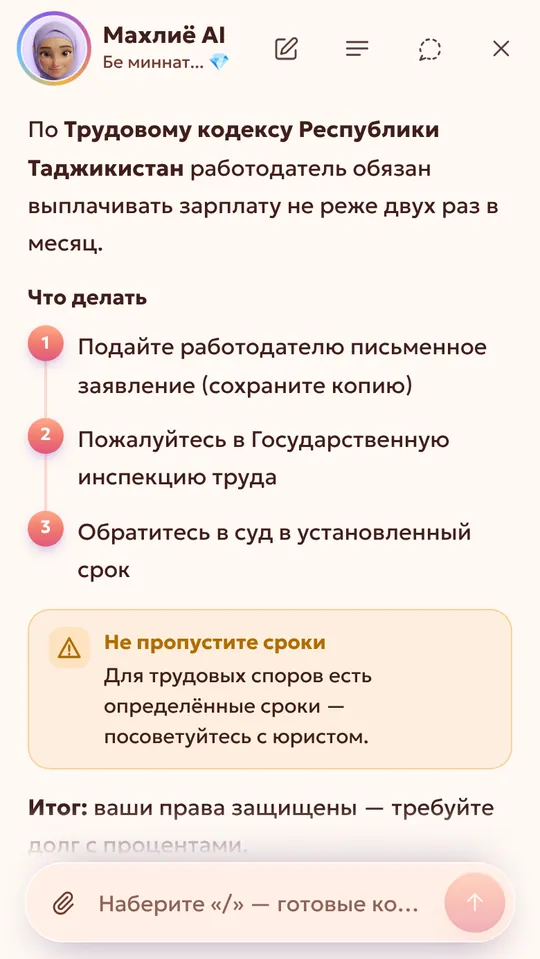 Махлиё AI
Бе миннат... 💎
По Трудовому кодексу Республики
Таджикистан работодатель обязан
выплачивать зарплату не реже двух раз в
месяц.
Что делать
1 Подайте работодателю письменное
заявление (сохраните копию)
2 Пожалуйтесь в Государственную
инспекцию труда
3 Обратитесь в суд в установленный
срок
Не пропустите сроки
Для трудовых споров есть
определённые сроки —
посоветуйтесь с юристом.
Итог: ваши права защищены — требуйте
долг с процентами.
Наберите «/» — готовые ко...